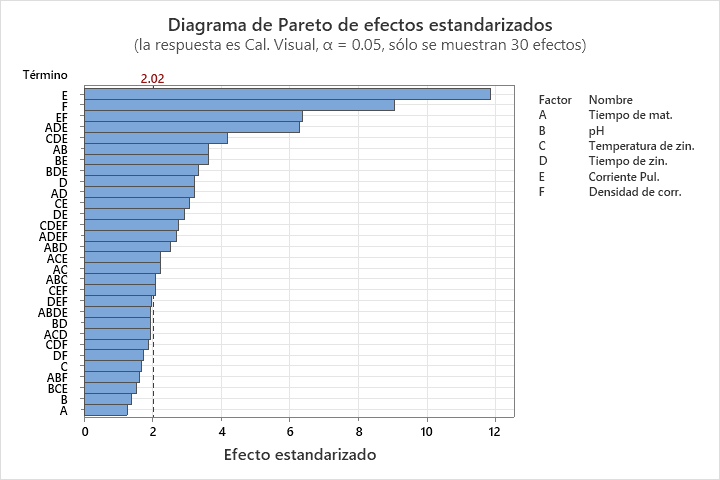 Diagrama de Pareto de efectos estandarizados
(la respuesta es Cal. Visual, α = 0.05, sólo se muestran 30 efectos)
Término
2.02
E
F
EF
ADE
CDE
AB
BE
BDE
D
AD
CE
DE
CDEF
ADEF
ABD
ACE
AC
ABC
CEF
DEF
ABDE
BD
ACD
CDF
DF
C
ABF
BCE
B
A
0 2 4 6 8 10 12
Efecto estandarizado
Factor Nombre
A Tiempo de mat.
B pH
C Temperatura de zin.
D Tiempo de zin.
E Corriente Pul.
F Densidad de corr.